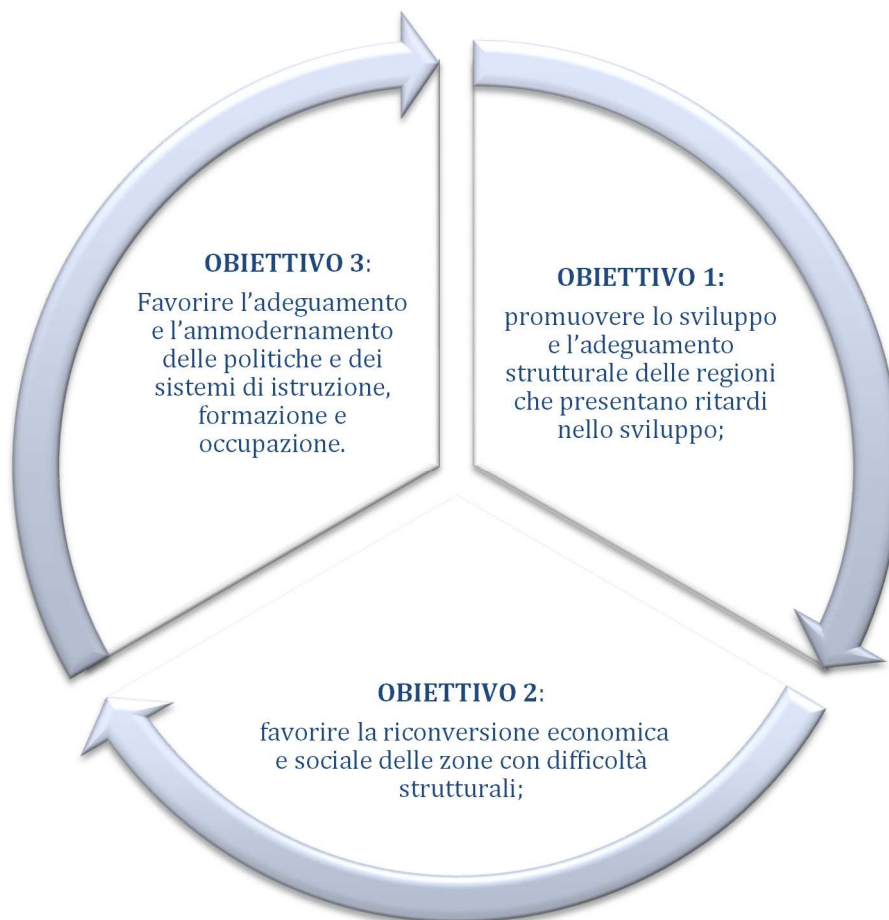 OBIETTIVO 1:
promuovere lo sviluppo
e l’adeguamento
strutturale delle regioni
che presentano ritardi
nello sviluppo;
OBIETTIVO 2:
favorire la riconversione economica
e sociale delle zone con difficoltà
strutturali;
OBIETTIVO 3:
Favorire l’adeguamento
e l’ammodernamento
delle politiche e dei
sistemi di istruzione,
formazione e
occupazione.